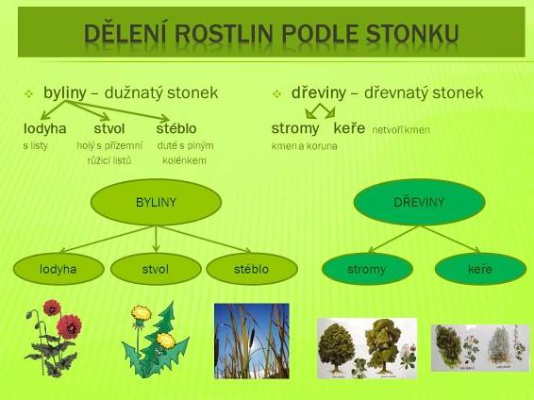 DĚLENÍ ROSTLIN PODLE STONKU
byliny – dužnatý stonek
lodyha stvol stéblo
s listy holý s přízemní duté s plným
růžicí listů kolénkem
dřeviny – dřevnatý stonek
stromy keře netvoří kmen
kmen a koruna
BYLINY
lodyha stvol stéblo
DŘEVINY
stromy keře